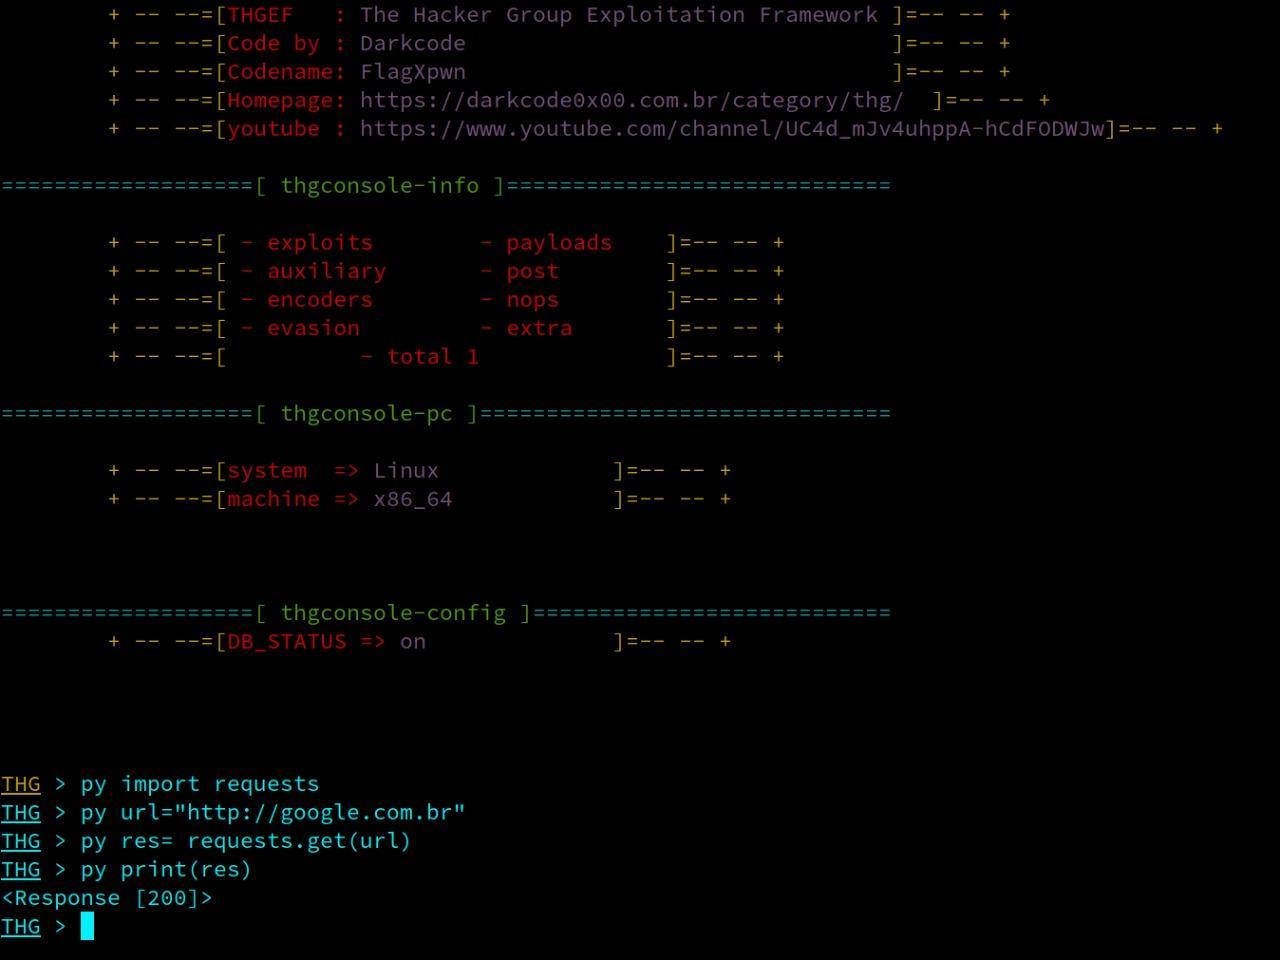 + -- --=[THGEF   : The Hacker Group Exploitation Framework ]=-- -- +
+ -- --=[Code by : Darkcode                                ]=-- -- +
+ -- --=[Codename: FlagXpwn                                ]=-- -- +
+ -- --=[Homepage: https://darkcode0x00.com.br/category/thg/  ]=-- -- +
+ -- --=[youtube : https://www.youtube.com/channel/UC4d_mJv4uhppA-hCdFODWJw]=-- -- +
===================[ thgconsole-info ]=============================
+ -- --=[ - exploits        - payloads    ]=-- -- +
+ -- --=[ - auxiliary       - post        ]=-- -- +
+ -- --=[ - encoders        - nops        ]=-- -- +
+ -- --=[ - evasion         - extra       ]=-- -- +
+ -- --=[          - total 1              ]=-- -- +
===================[ thgconsole-pc ]===============================
+ -- --=[system  => Linux             ]=-- -- +
+ -- --=[machine => x86_64            ]=-- -- +
===================[ thgconsole-config ]===========================
+ -- --=[DB_STATUS => on              ]=-- -- +
THG > py import requests
THG > py url="http://google.com.br"
THG > py res= requests.get(url)
THG > py print(res)
<Response [200]>
THG >